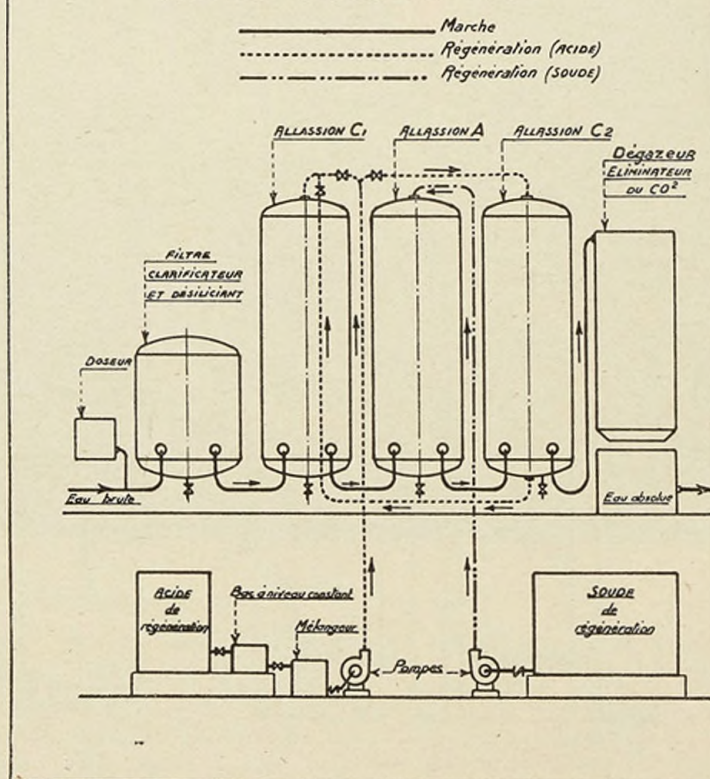 Marche
Régénération (ACIDE)
Régénération (SOUDE)
ALLASSION C1
ALLASSION A
ALLASSION C2
Dégazeur
Eliminateur
du CO2
Filtre
clarificateur
et désiliciant
Doseur
Eau brute
Eau absolue
Acide
de
régénération
Bac à niveau constant
Mélangeur
Pompes
Soude
de
régénération